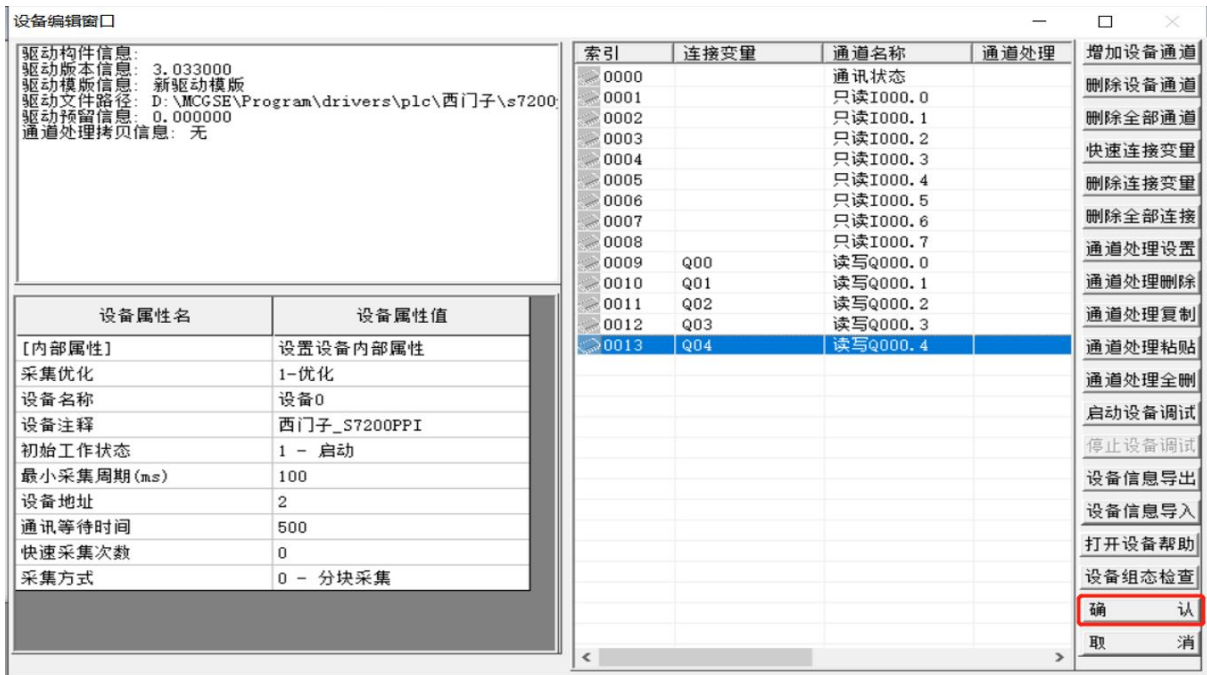 设备编辑窗口
驱动构件信息:
驱动版本信息: 3.033000
驱动模版信息: 新驱动模版
驱动文件路径: D:\MCGSE\Program\drivers\plc\西门子\s7200
驱动预留信息: 0.000000
通道处理拷贝信息: 无
设备属性名 设备属性值
[内部属性] 设置设备内部属性
采集优化 1-优化
设备名称 设备0
设备注释 西门子_S7200PPI
初始工作状态 1 - 启动
最小采集周期(ms) 100
设备地址 2
通讯等待时间 500
快速采集次数 0
采集方式 0 - 分块采集
索引 连接变量 通道名称 通道处理
0000 通讯状态
0001 只读I000.0
0002 只读I000.1
0003 只读I000.2
0004 只读I000.3
0005 只读I000.4
0006 只读I000.5
0007 只读I000.6
0008 只读I000.7
0009 Q00 读写Q000.0
0010 Q01 读写Q000.1
0011 Q02 读写Q000.2
0012 Q03 读写Q000.3
0013 Q04 读写Q000.4
增加设备通道
删除设备通道
删除全部通道
快速连接变量
删除连接变量
删除全部连接
通道处理设置
通道处理删除
通道处理复制
通道处理粘贴
通道处理全删
启动设备调试
停止设备调试
设备信息导出
设备信息导入
打开设备帮助
设备组态检查
确 认
取 消